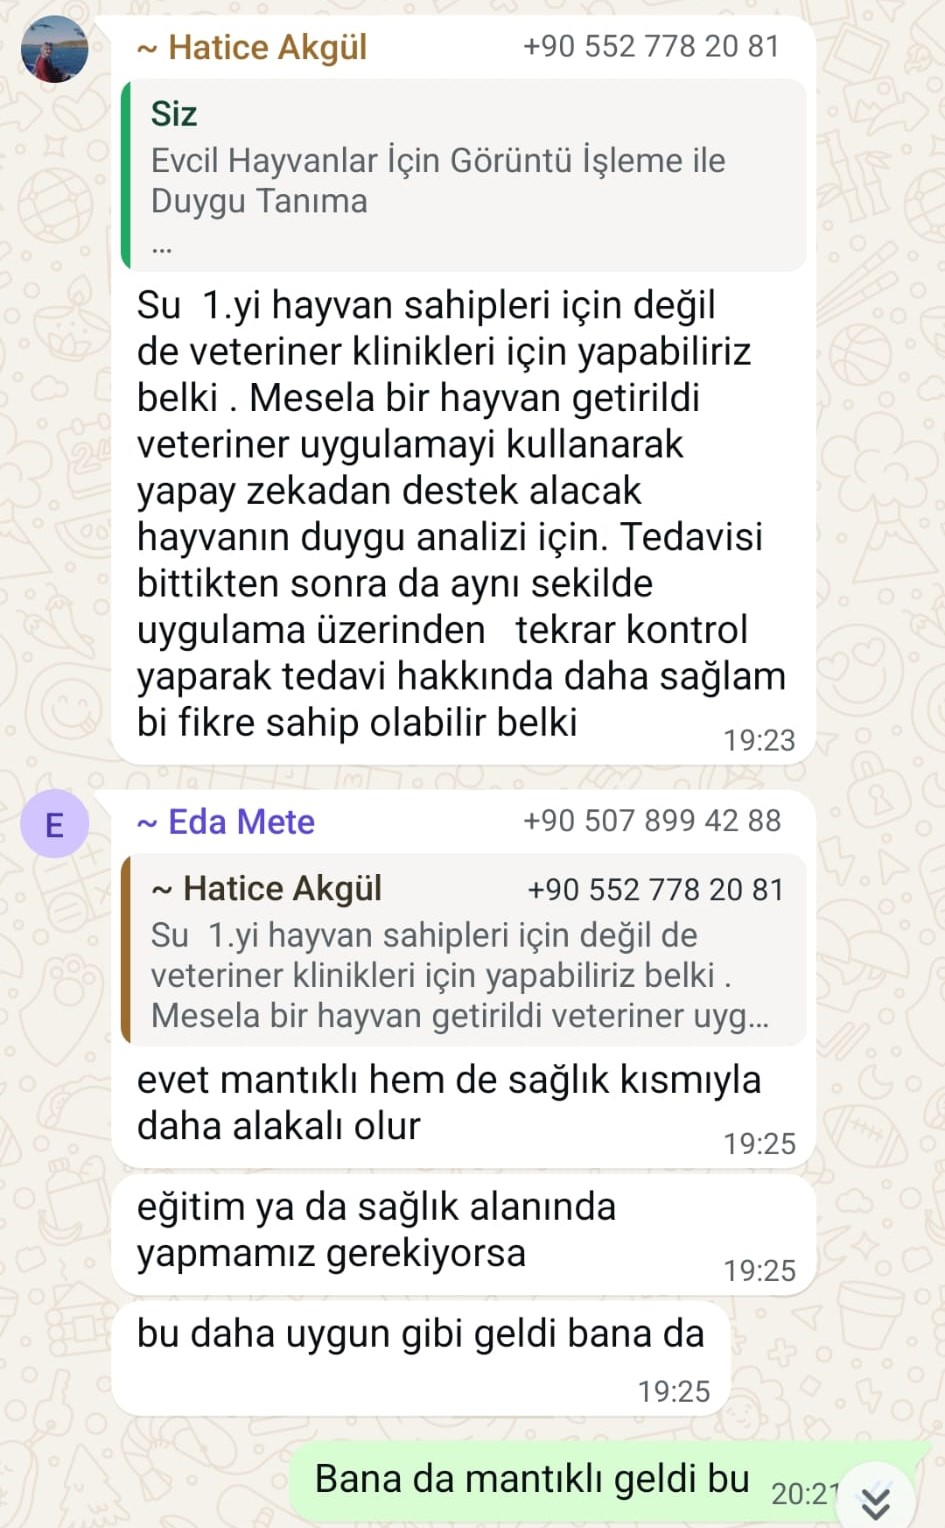 ~ Hatice Akgül +90 552 778 20 81
Siz
Evcil Hayvanlar İçin Görüntü İşleme ile
Duygu Tanıma
...
Su 1.yi hayvan sahipleri için değil
de veteriner klinikleri için yapabiliriz
belki . Mesela bir hayvan getirildi
veteriner uygulamayi kullanarak
yapay zekadan destek alacak
hayvanın duygu analizi için. Tedavisi
bittikten sonra da aynı sekilde
uygulama üzerinden tekrar kontrol
yaparak tedavi hakkında daha sağlam
bi fikre sahip olabilir belki
19:23
E
~ Eda Mete +90 507 899 42 88
~ Hatice Akgül +90 552 778 20 81
Su 1.yi hayvan sahipleri için değil de
veteriner klinikleri için yapabiliriz belki .
Mesela bir hayvan getirildi veteriner uyg...
evet mantıklı hem de sağlık kısmıyla
daha alakalı olur
19:25
eğitim ya da sağlık alanında
yapmamız gerekiyorsa
19:25
bu daha uygun gibi geldi bana da
19:25
Bana da mantıklı geldi bu 20:21